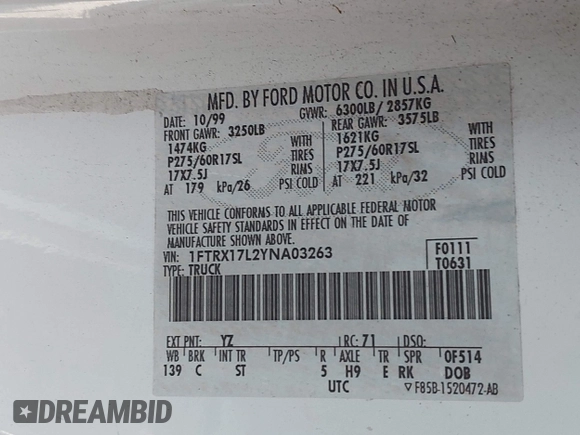 MFD. BY FORD MOTOR CO. IN U.S.A.
DATE: 10/99 GVWR: 6300LB/ 2857KG
FRONT GAWR: 3250LB REAR GAWR: 3575LB
1474KG WITH 1621KG WITH
P275/60R17SL TIRES P275/60R17SL TIRES
17X7.5J RIMS 17X7.5J RIMS
AT 179 kPa/26 PSI COLD AT 221 kPa/32 PSI COLD
THIS VEHICLE CONFORMS TO ALL APPLICABLE FEDERAL MOTOR
VEHICLE SAFETY STANDARDS IN EFFECT ON THE DATE OF
MANUFACTURE SHOWN ABOVE.
VIN: 1FTRX17L2YNA03263 F0111
TYPE: TRUCK T0631
EXT PNT: YZ RC: 71 DSO:
WB BRK INT TR TP/PS R AXLE TR SPR 0F514
139 C ST 5 H9 E RK DOB
UTC ▽F85B-1520472-AB
DREAMBID